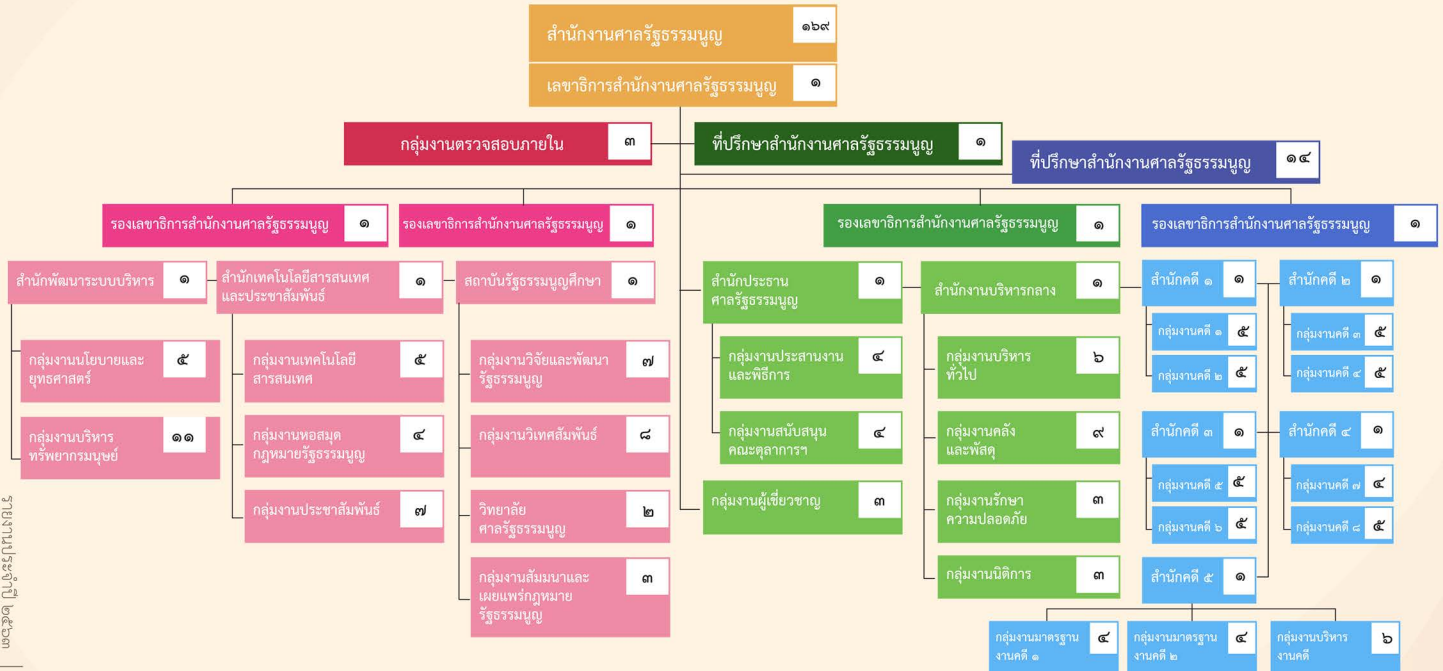 สำนักงานศาลรัฐธรรมนูญ ๑๖๙
เลขาธิการสำนักงานศาลรัฐธรรมนูญ ๑
กลุ่มงานตรวจสอบภายใน ๓
ที่ปรึกษาสำนักงานศาลรัฐธรรมนูญ ๑
ที่ปรึกษาสำนักงานศาลรัฐธรรมนูญ ๑๔
รองเลขาธิการสำนักงานศาลรัฐธรรมนูญ ๑
รองเลขาธิการสำนักงานศาลรัฐธรรมนูญ ๑
รองเลขาธิการสำนักงานศาลรัฐธรรมนูญ ๑
รองเลขาธิการสำนักงานศาลรัฐธรรมนูญ ๑
สำนักพัฒนาระบบบริหาร ๑
กลุ่มงานนโยบายและ
ยุทธศาสตร์ ๕
กลุ่มงานบริหาร
ทรัพยากรมนุษย์ ๑๑
สำนักเทคโนโลยีสารสนเทศ
และประชาสัมพันธ์ ๑
กลุ่มงานเทคโนโลยี
สารสนเทศ ๕
กลุ่มงานหอสมุด
กฎหมายรัฐธรรมนูญ ๔
กลุ่มงานประชาสัมพันธ์ ๗
สถาบันรัฐธรรมนูญศึกษา ๑
กลุ่มงานวิจัยและพัฒนา
รัฐธรรมนูญ ๗
กลุ่มงานวิเทศสัมพันธ์ ๘
วิทยาลัย
ศาลรัฐธรรมนูญ ๒
กลุ่มงานสัมมนาและ
เผยแพร่กฎหมาย
รัฐธรรมนูญ ๓
สำนักประธาน
ศาลรัฐธรรมนูญ ๑
กลุ่มงานประสานงาน
และพิธีการ ๔
กลุ่มงานสนับสนุน
คณะตุลาการฯ ๔
กลุ่มงานผู้เชี่ยวชาญ ๓
สำนักงานบริหารกลาง ๑
กลุ่มงานบริหาร
ทั่วไป ๖
กลุ่มงานคลัง
และพัสดุ ๙
กลุ่มงานรักษา
ความปลอดภัย ๓
กลุ่มงานนิติการ ๓
สำนักคดี ๑ ๑
กลุ่มงานคดี ๑ ๕
กลุ่มงานคดี ๒ ๕
สำนักคดี ๒ ๑
กลุ่มงานคดี ๓ ๕
กลุ่มงานคดี ๔ ๕
สำนักคดี ๓ ๑
กลุ่มงานคดี ๕ ๕
กลุ่มงานคดี ๖ ๕
สำนักคดี ๔ ๑
กลุ่มงานคดี ๗ ๔
กลุ่มงานคดี ๘ ๕
สำนักคดี ๕ ๑
กลุ่มงานมาตรฐาน
งานคดี ๑ ๔
กลุ่มงานมาตรฐาน
งานคดี ๒ ๔
กลุ่มงานบริหาร
งานคดี ๖
รายงานประจำปี ๒๕๖๓